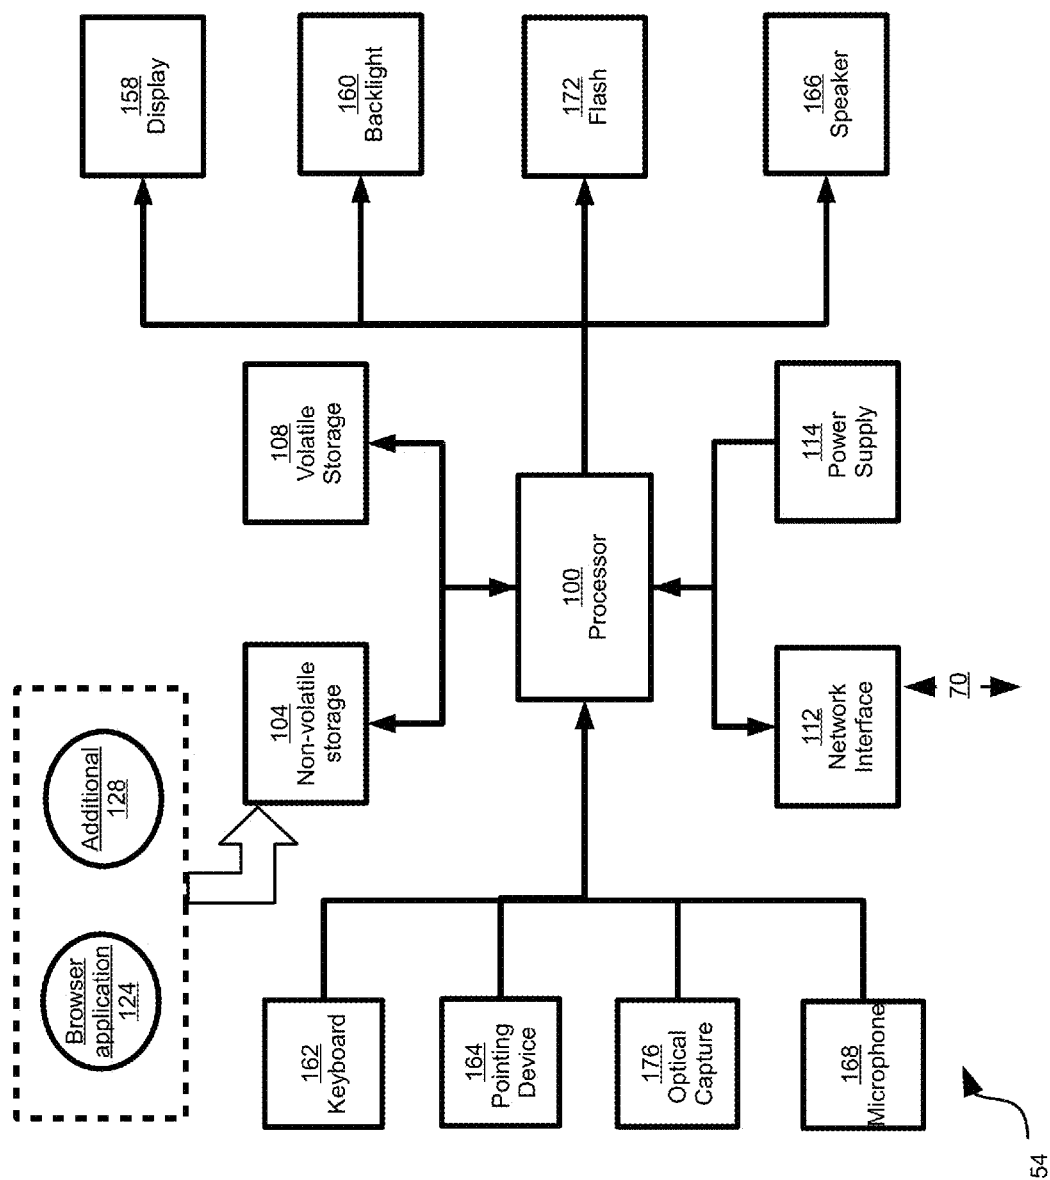 Browser
application
124
Additional
128
158
Display
162
Keyboard
104
Non-volatile
storage
108
Volatile
Storage
160
Backlight
164
Pointing
Device
100
Processor
172
Flash
176
Optical
Capture
168
Microphone
112
Network
Interface
114
Power
Supply
166
Speaker
70
54